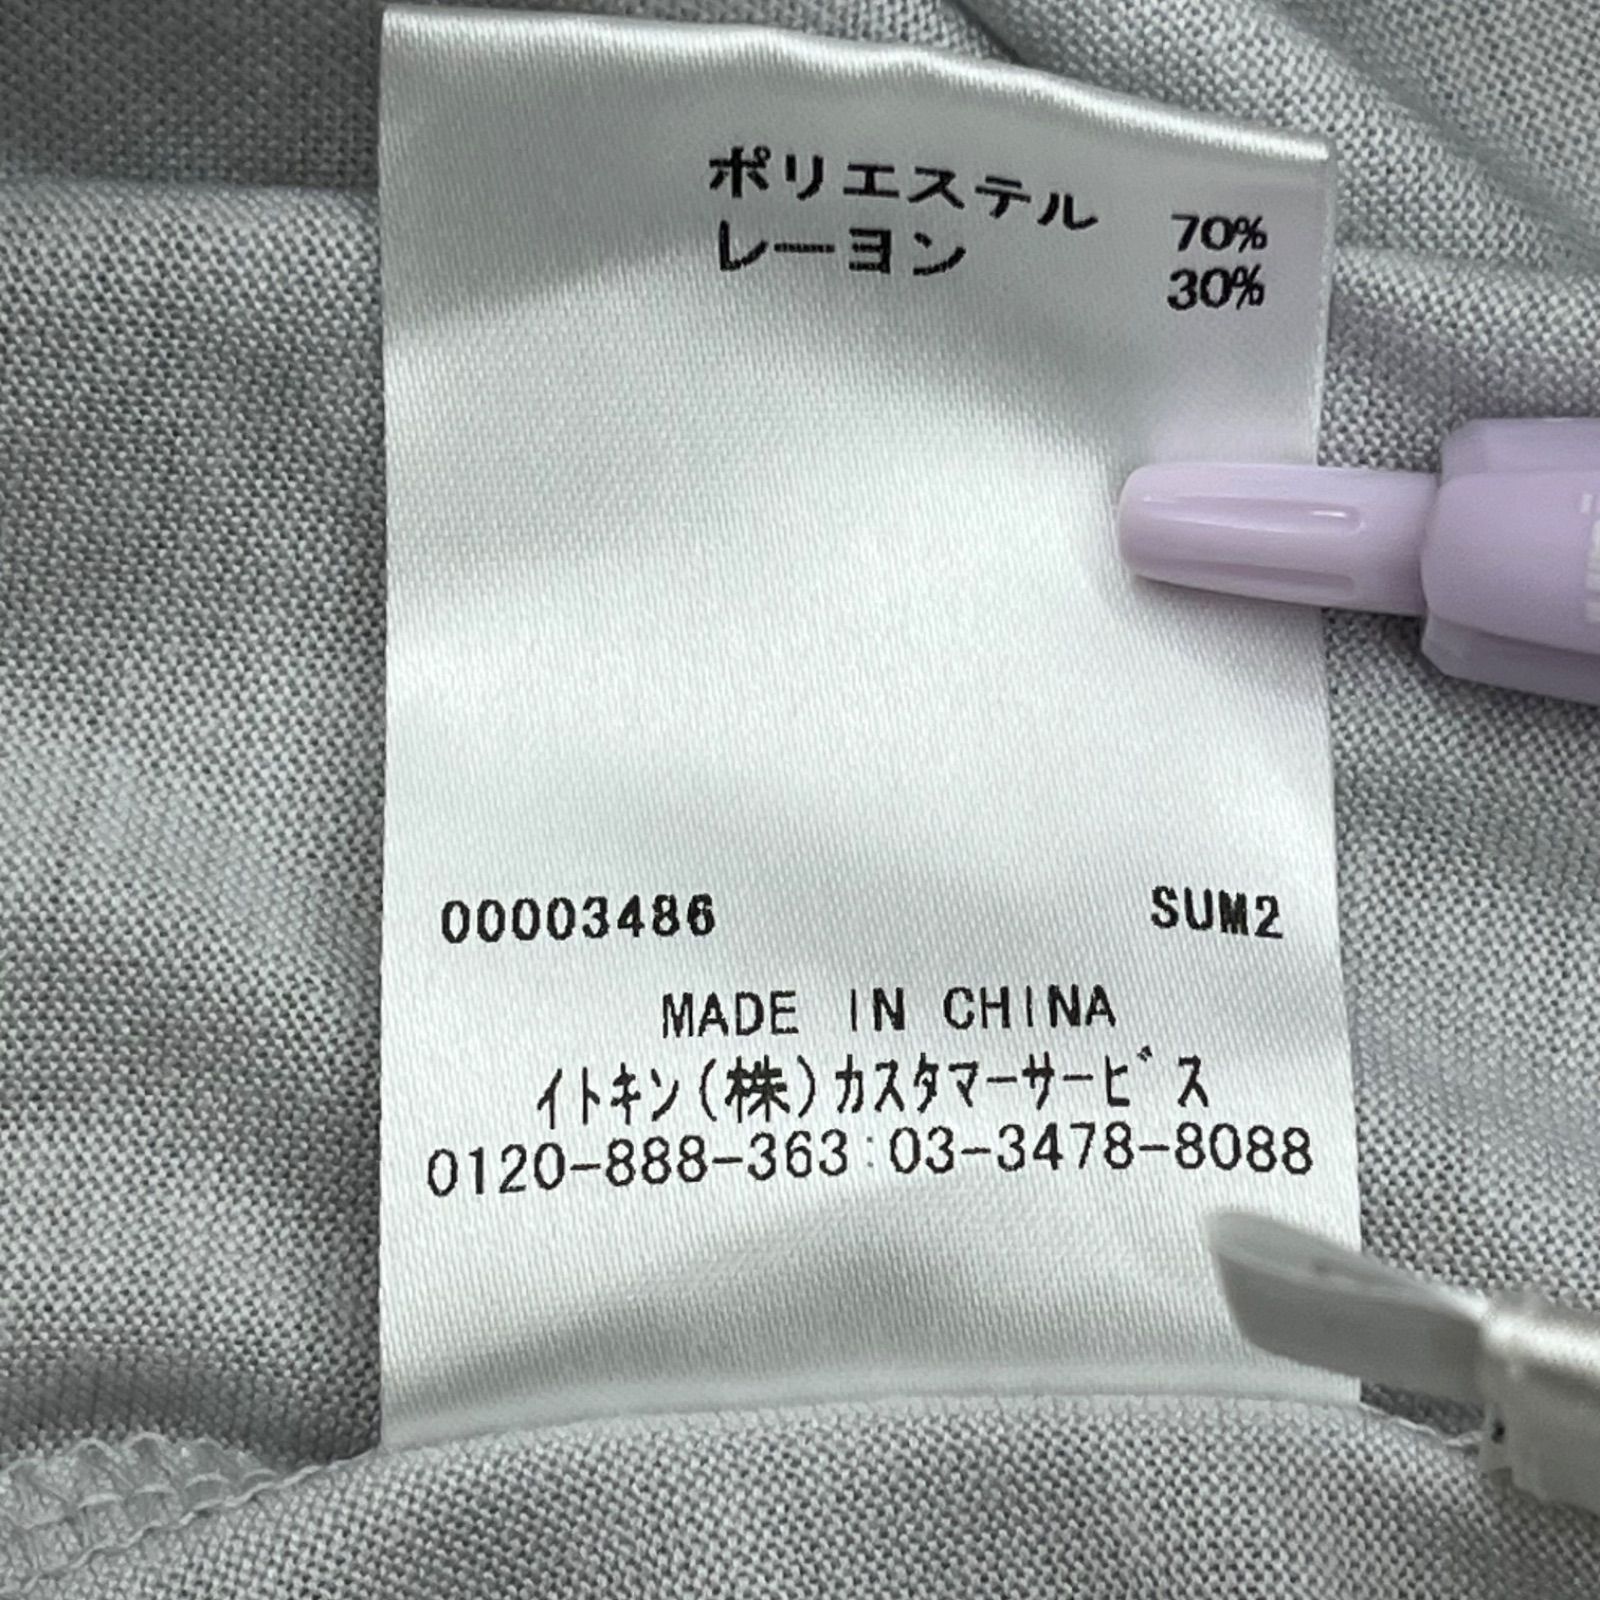 ポリエステル 70%
レーヨン 30%
00003486 SUM2
MADE IN CHINA
イトキン(株)カスタマーサービス
0120-888-363:03-3478-8088